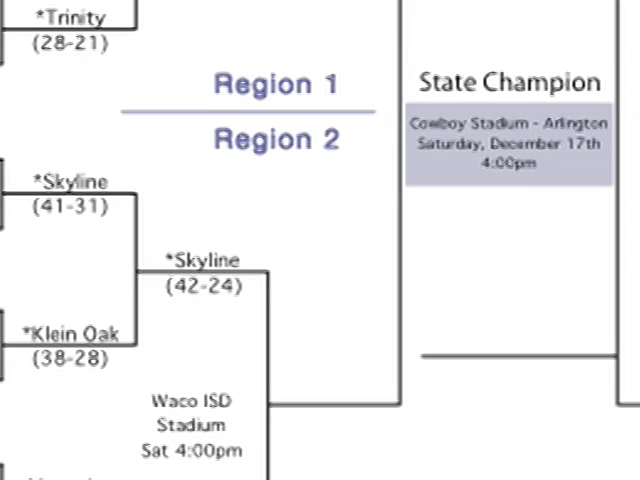 *Trinity
(28-21)
Region 1
Region 2
State Champion
Cowboy Stadium - Arlington
Saturday, December 17th
4:00pm
*Skyline
(41-31)
*Skyline
(42-24)
*Klein Oak
(38-28)
Waco ISD
Stadium
Sat 4:00pm